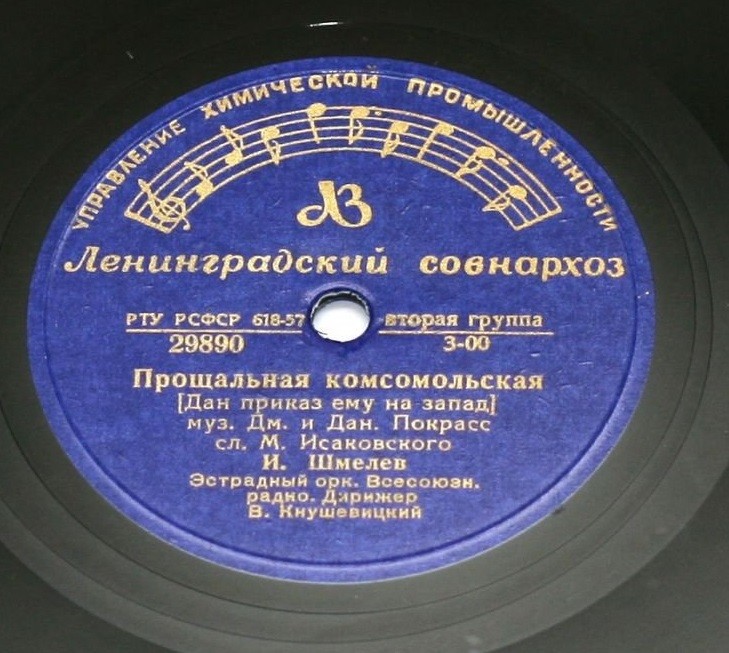 УПРАВЛЕНИЕ ХИМИЧЕСКОЙ ПРОМЫШЛЕННОСТИ
ЛЗ
Ленинградский совнархоз
РТУ РСФСР 618-57 вторая группа
29890 3-00
Прощальная комсомольская
[Дан приказ ему на запад]
муз. Дм. и Дан. Покрасс
сл. М. Исаковского
И. Шмелев
Эстрадный орк. Всесоюзн.
радио. Дирижер
В. Кнушевицкий